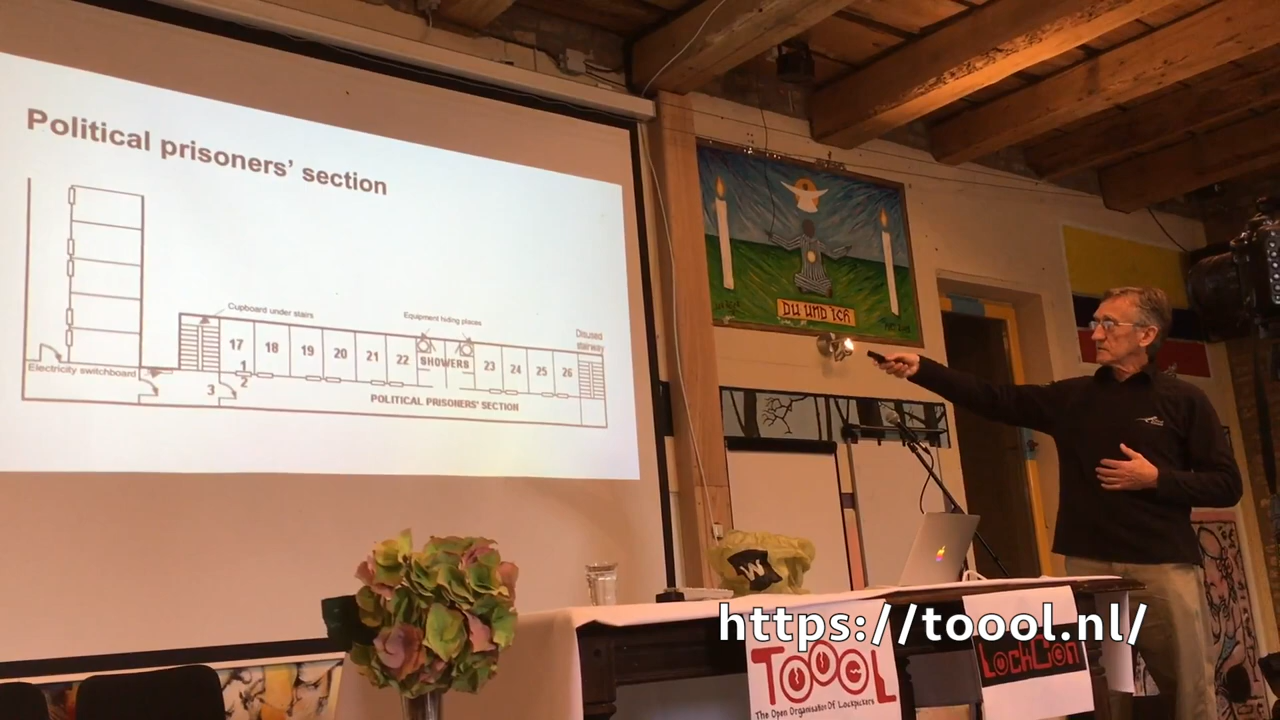 Political prisoners' section
Cupboard under stairs
Equipment hiding places
Disused
stairway
17
18
19
20
21
22
SHOWERS
23
24
25
26
Electricity switchboard
1
2
3
POLITICAL PRISONERS' SECTION
DU UND ICH
W
https://toool.nl/
TOOOL
The Open Organisation Of Lockpickers
LockCon